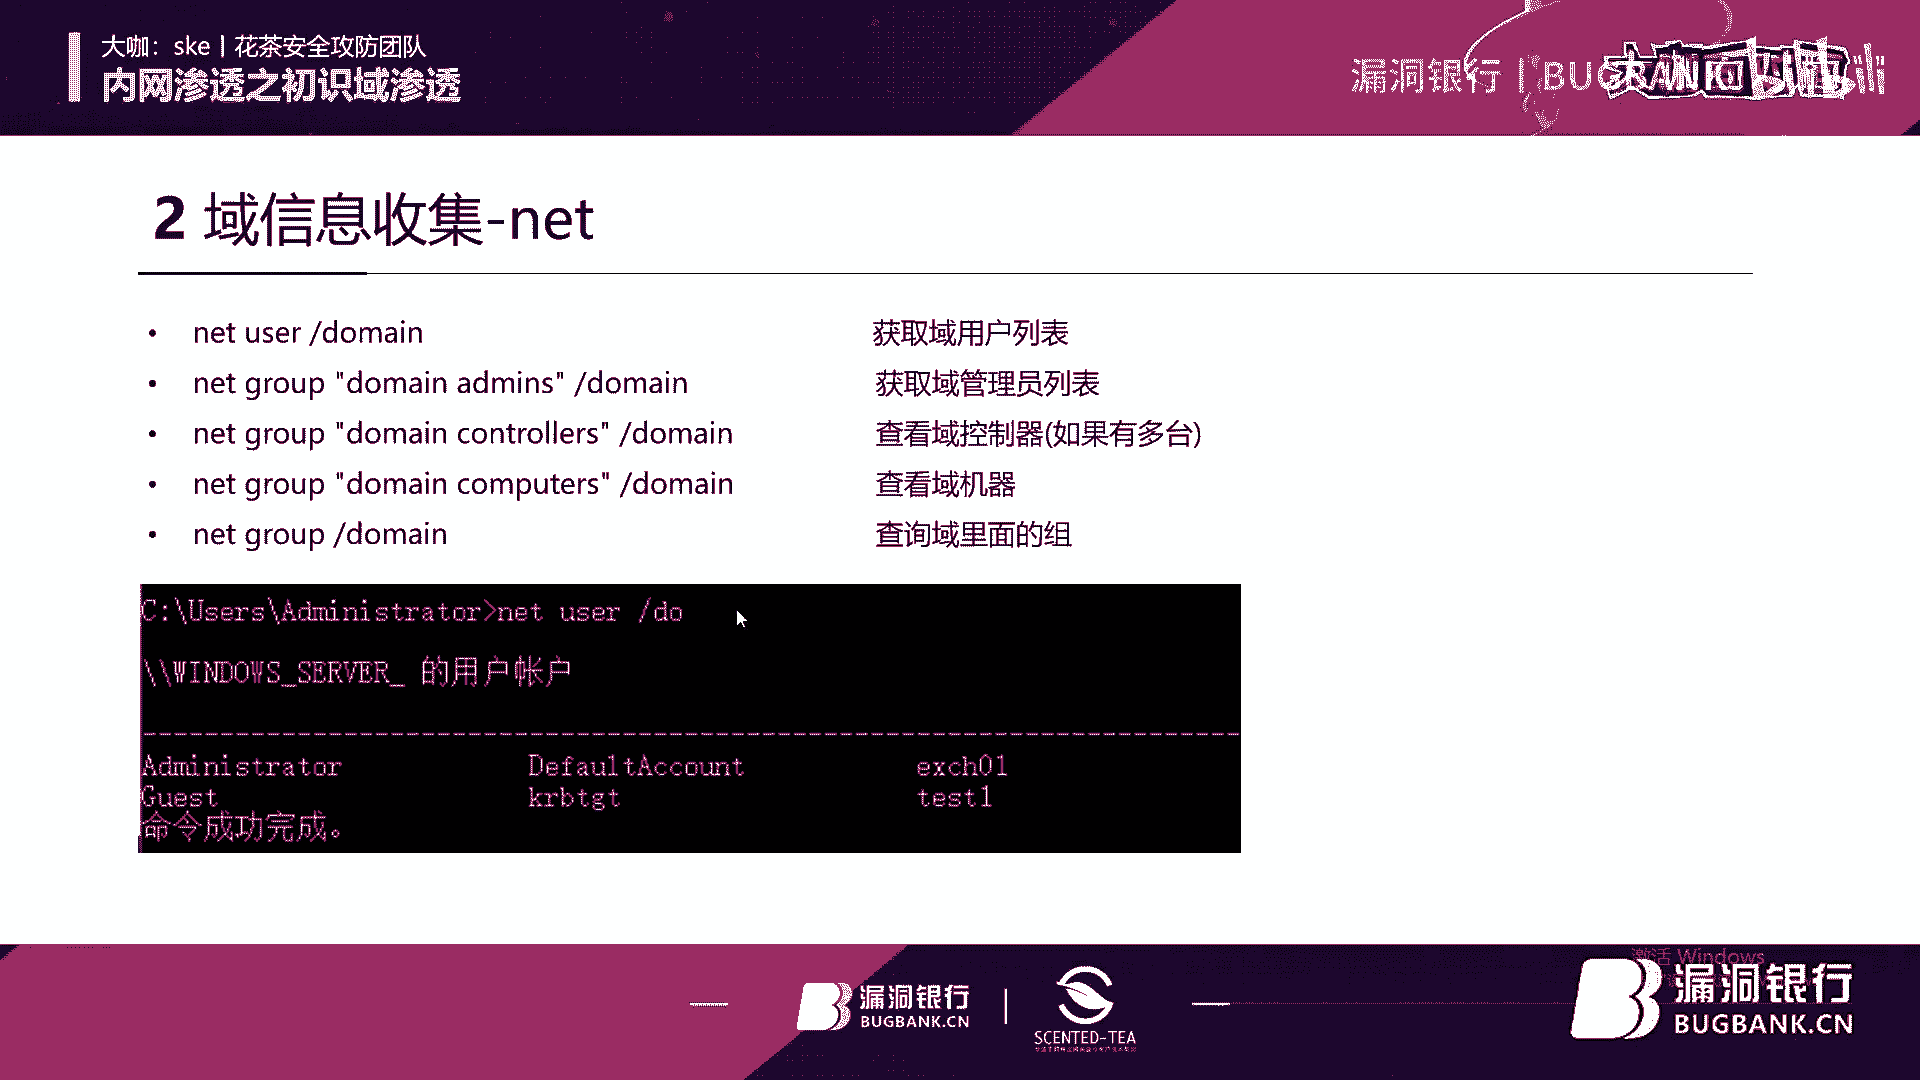 大咖：ske | 花茶安全攻防团队
内网渗透之初识域渗透
漏洞银行 | BUGBANK
2 域信息收集-net
• net user /domain 获取域用户列表
• net group "domain admins" /domain 获取域管理员列表
• net group "domain controllers" /domain 查看域控制器(如果有多台)
• net group "domain computers" /domain 查看域机器
• net group /domain 查询域里面的组
C:\Users\Administrator>net user /do
\\WINDOWS_SERVER_ 的用户帐户
-------------------------------------------------------------------------------
Administrator DefaultAccount exch01
Guest krbtgt test1
命令成功完成。
激活 Windows
漏洞银行
BUGBANK.CN
SCENTED-TEA
漏洞银行
BUGBANK.CN